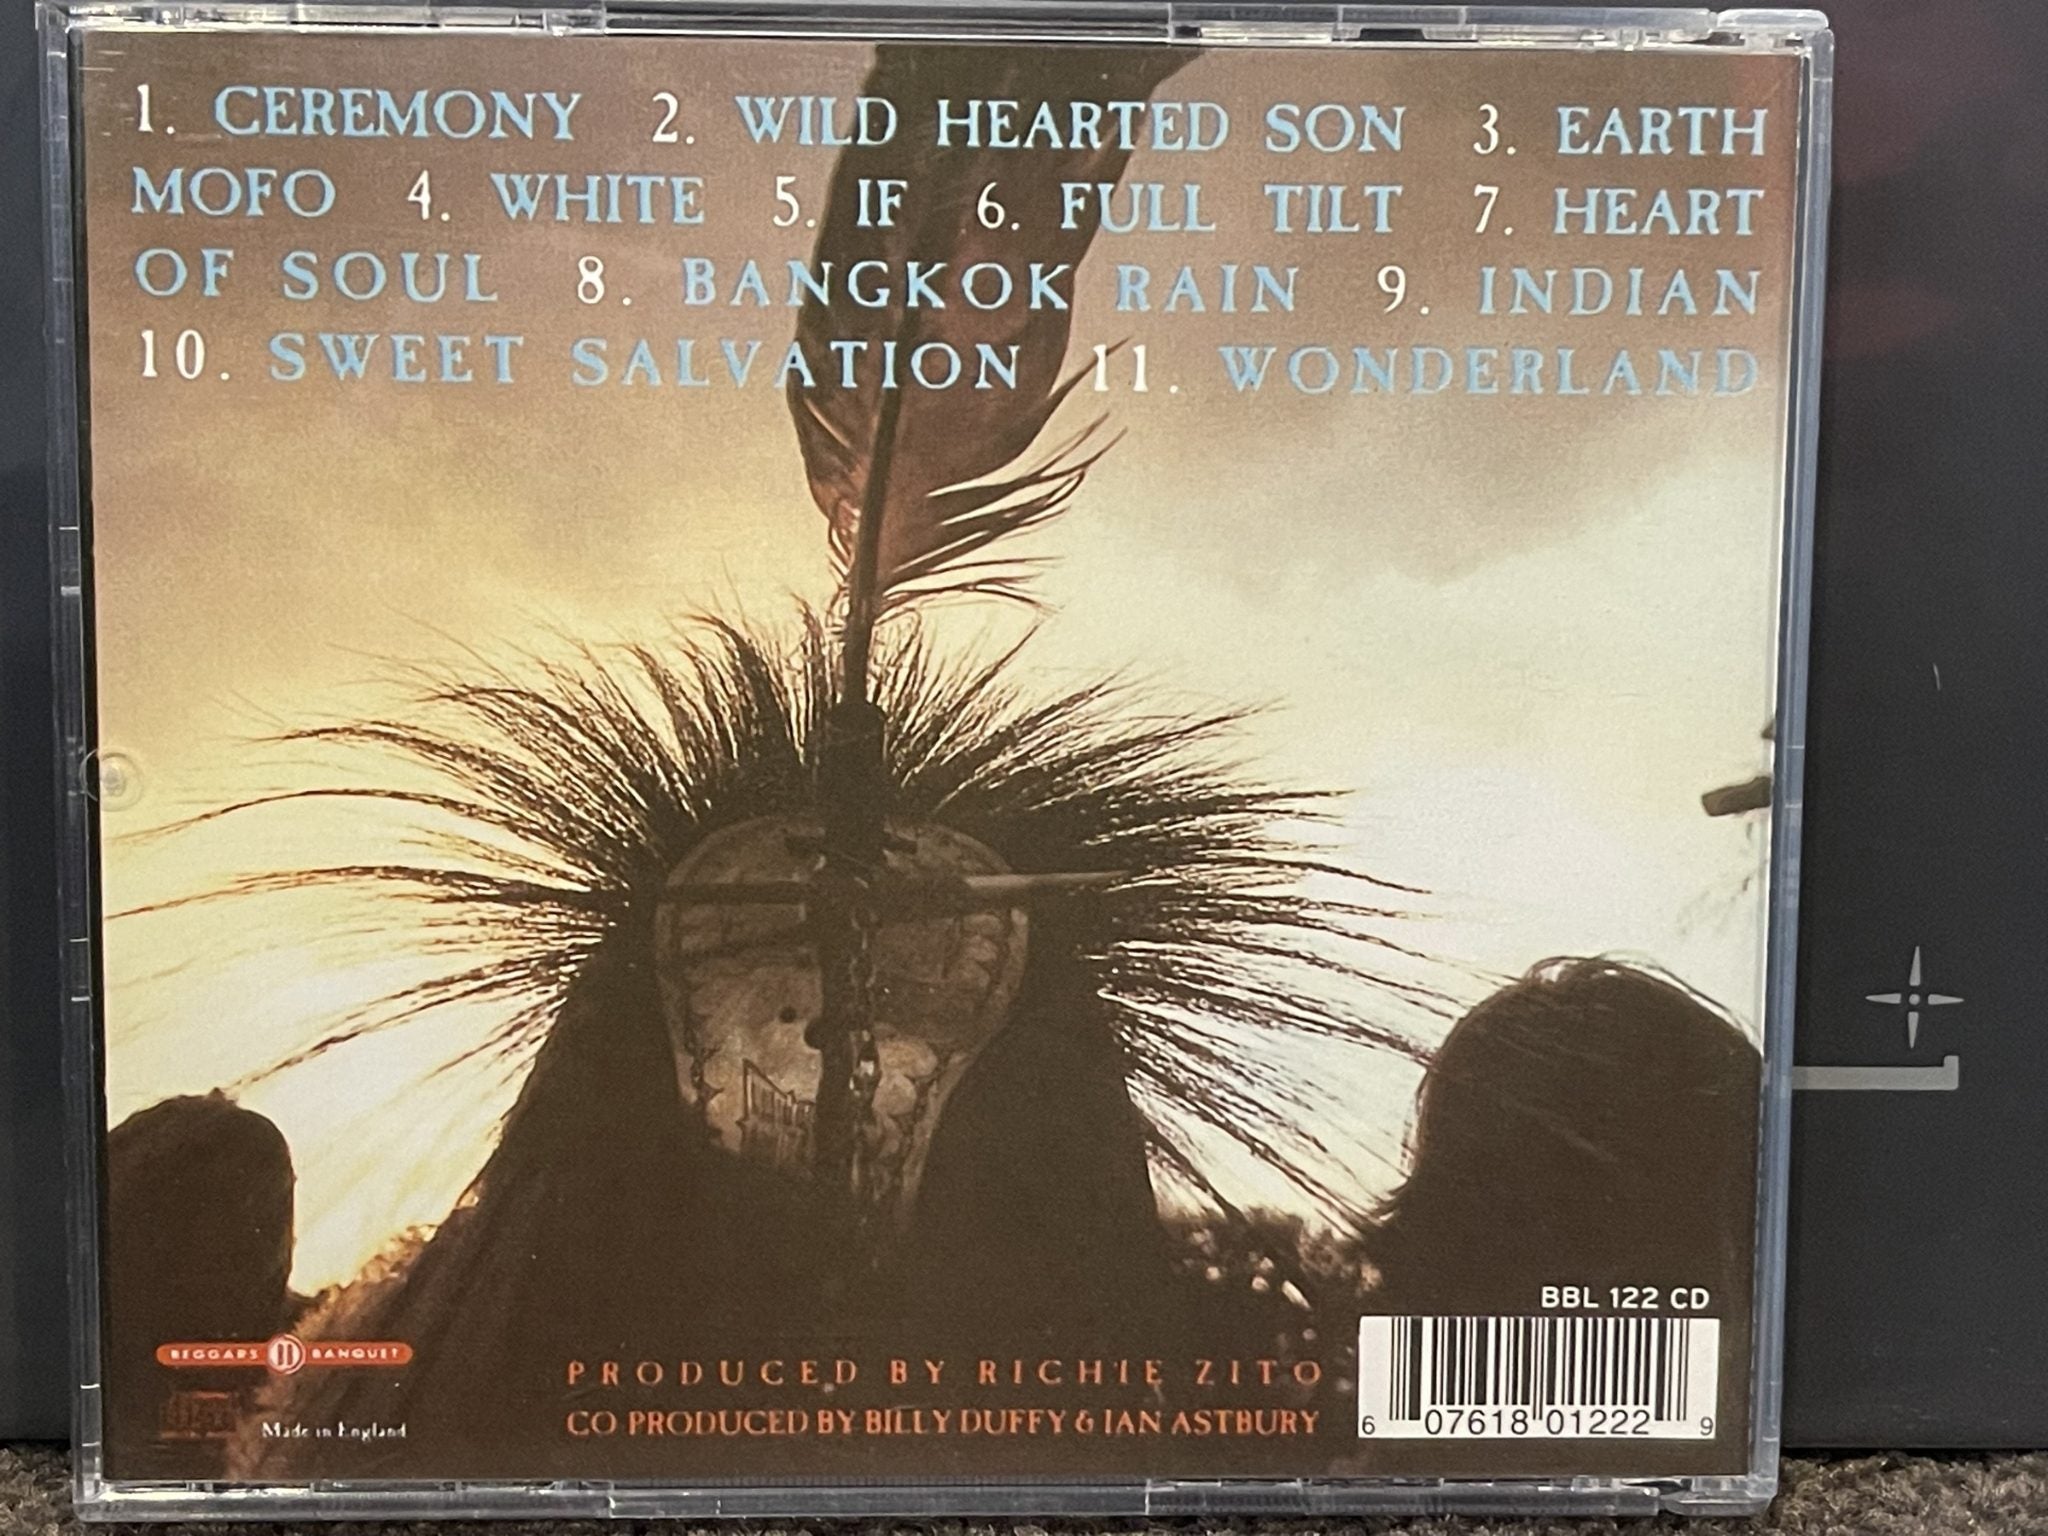 1. CEREMONY 2. WILD HEARTED SON 3. EARTH
MOFO 4. WHITE 5. IF 6. FULL TILT 7. HEART
OF SOUL 8. BANGKOK RAIN 9. INDIAN
10. SWEET SALVATION 11. WONDERLAND
BBL 122 CD
BEGGARS BANQUET
PRODUCED BY RICHIE ZITO
CO PRODUCED BY BILLY DUFFY & IAN ASTBURY
Made in England
6 07618 01222 9